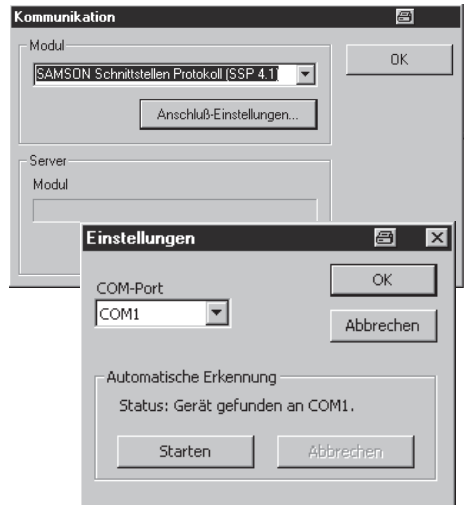 Kommunikation
Modul
SAMSON Schnittstellen Protokoll (SSP 4.1)
OK
Anschluß-Einstellungen...
Server
Modul
Einstellungen
COM-Port
COM1
OK
Abbrechen
Automatische Erkennung
Status: Gerät gefunden an COM1.
Starten
Abbrechen